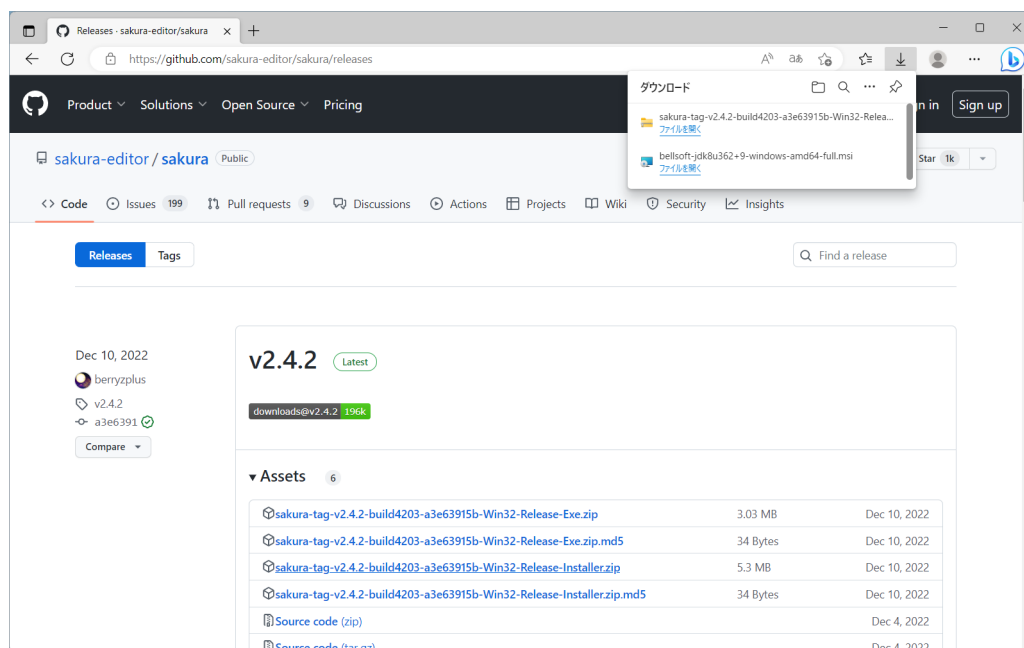 Releases · sakura-editor/sakura
https://github.com/sakura-editor/sakura/releases
ダウンロード
sakura-tag-v2.4.2-build4203-a3e63915b-Win32-Relea...
ファイルを開く
bellsoft-jdk8u362+9-windows-amd64-full.msi
ファイルを開く
Product Solutions Open Source Pricing
n in Sign up
sakura-editor / sakura Public
Star 1k
Code Issues 199 Pull requests 9 Discussions Actions Projects Wiki Security Insights
Releases Tags
Find a release
Dec 10, 2022
berryzplus
v2.4.2
a3e6391
Compare
v2.4.2 Latest
downloads@v2.4.2 196k
Assets 6
sakura-tag-v2.4.2-build4203-a3e63915b-Win32-Release-Exe.zip 3.03 MB Dec 10, 2022
sakura-tag-v2.4.2-build4203-a3e63915b-Win32-Release-Exe.zip.md5 34 Bytes Dec 10, 2022
sakura-tag-v2.4.2-build4203-a3e63915b-Win32-Release-Installer.zip 5.3 MB Dec 10, 2022
sakura-tag-v2.4.2-build4203-a3e63915b-Win32-Release-Installer.zip.md5 34 Bytes Dec 10, 2022
Source code (zip) Dec 4, 2022
Source code (tar.gz) Dec 4, 2022